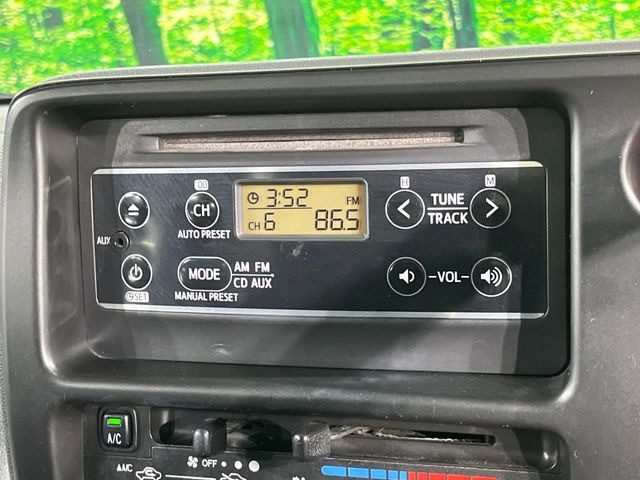 H M
3:52 FM
CH TUNE
TRACK
AUTO PRESET CH 6 86.5
AUX
MODE AM FM
CD AUX
- VOL -
SET MANUAL PRESET
A/C
A/C OFF